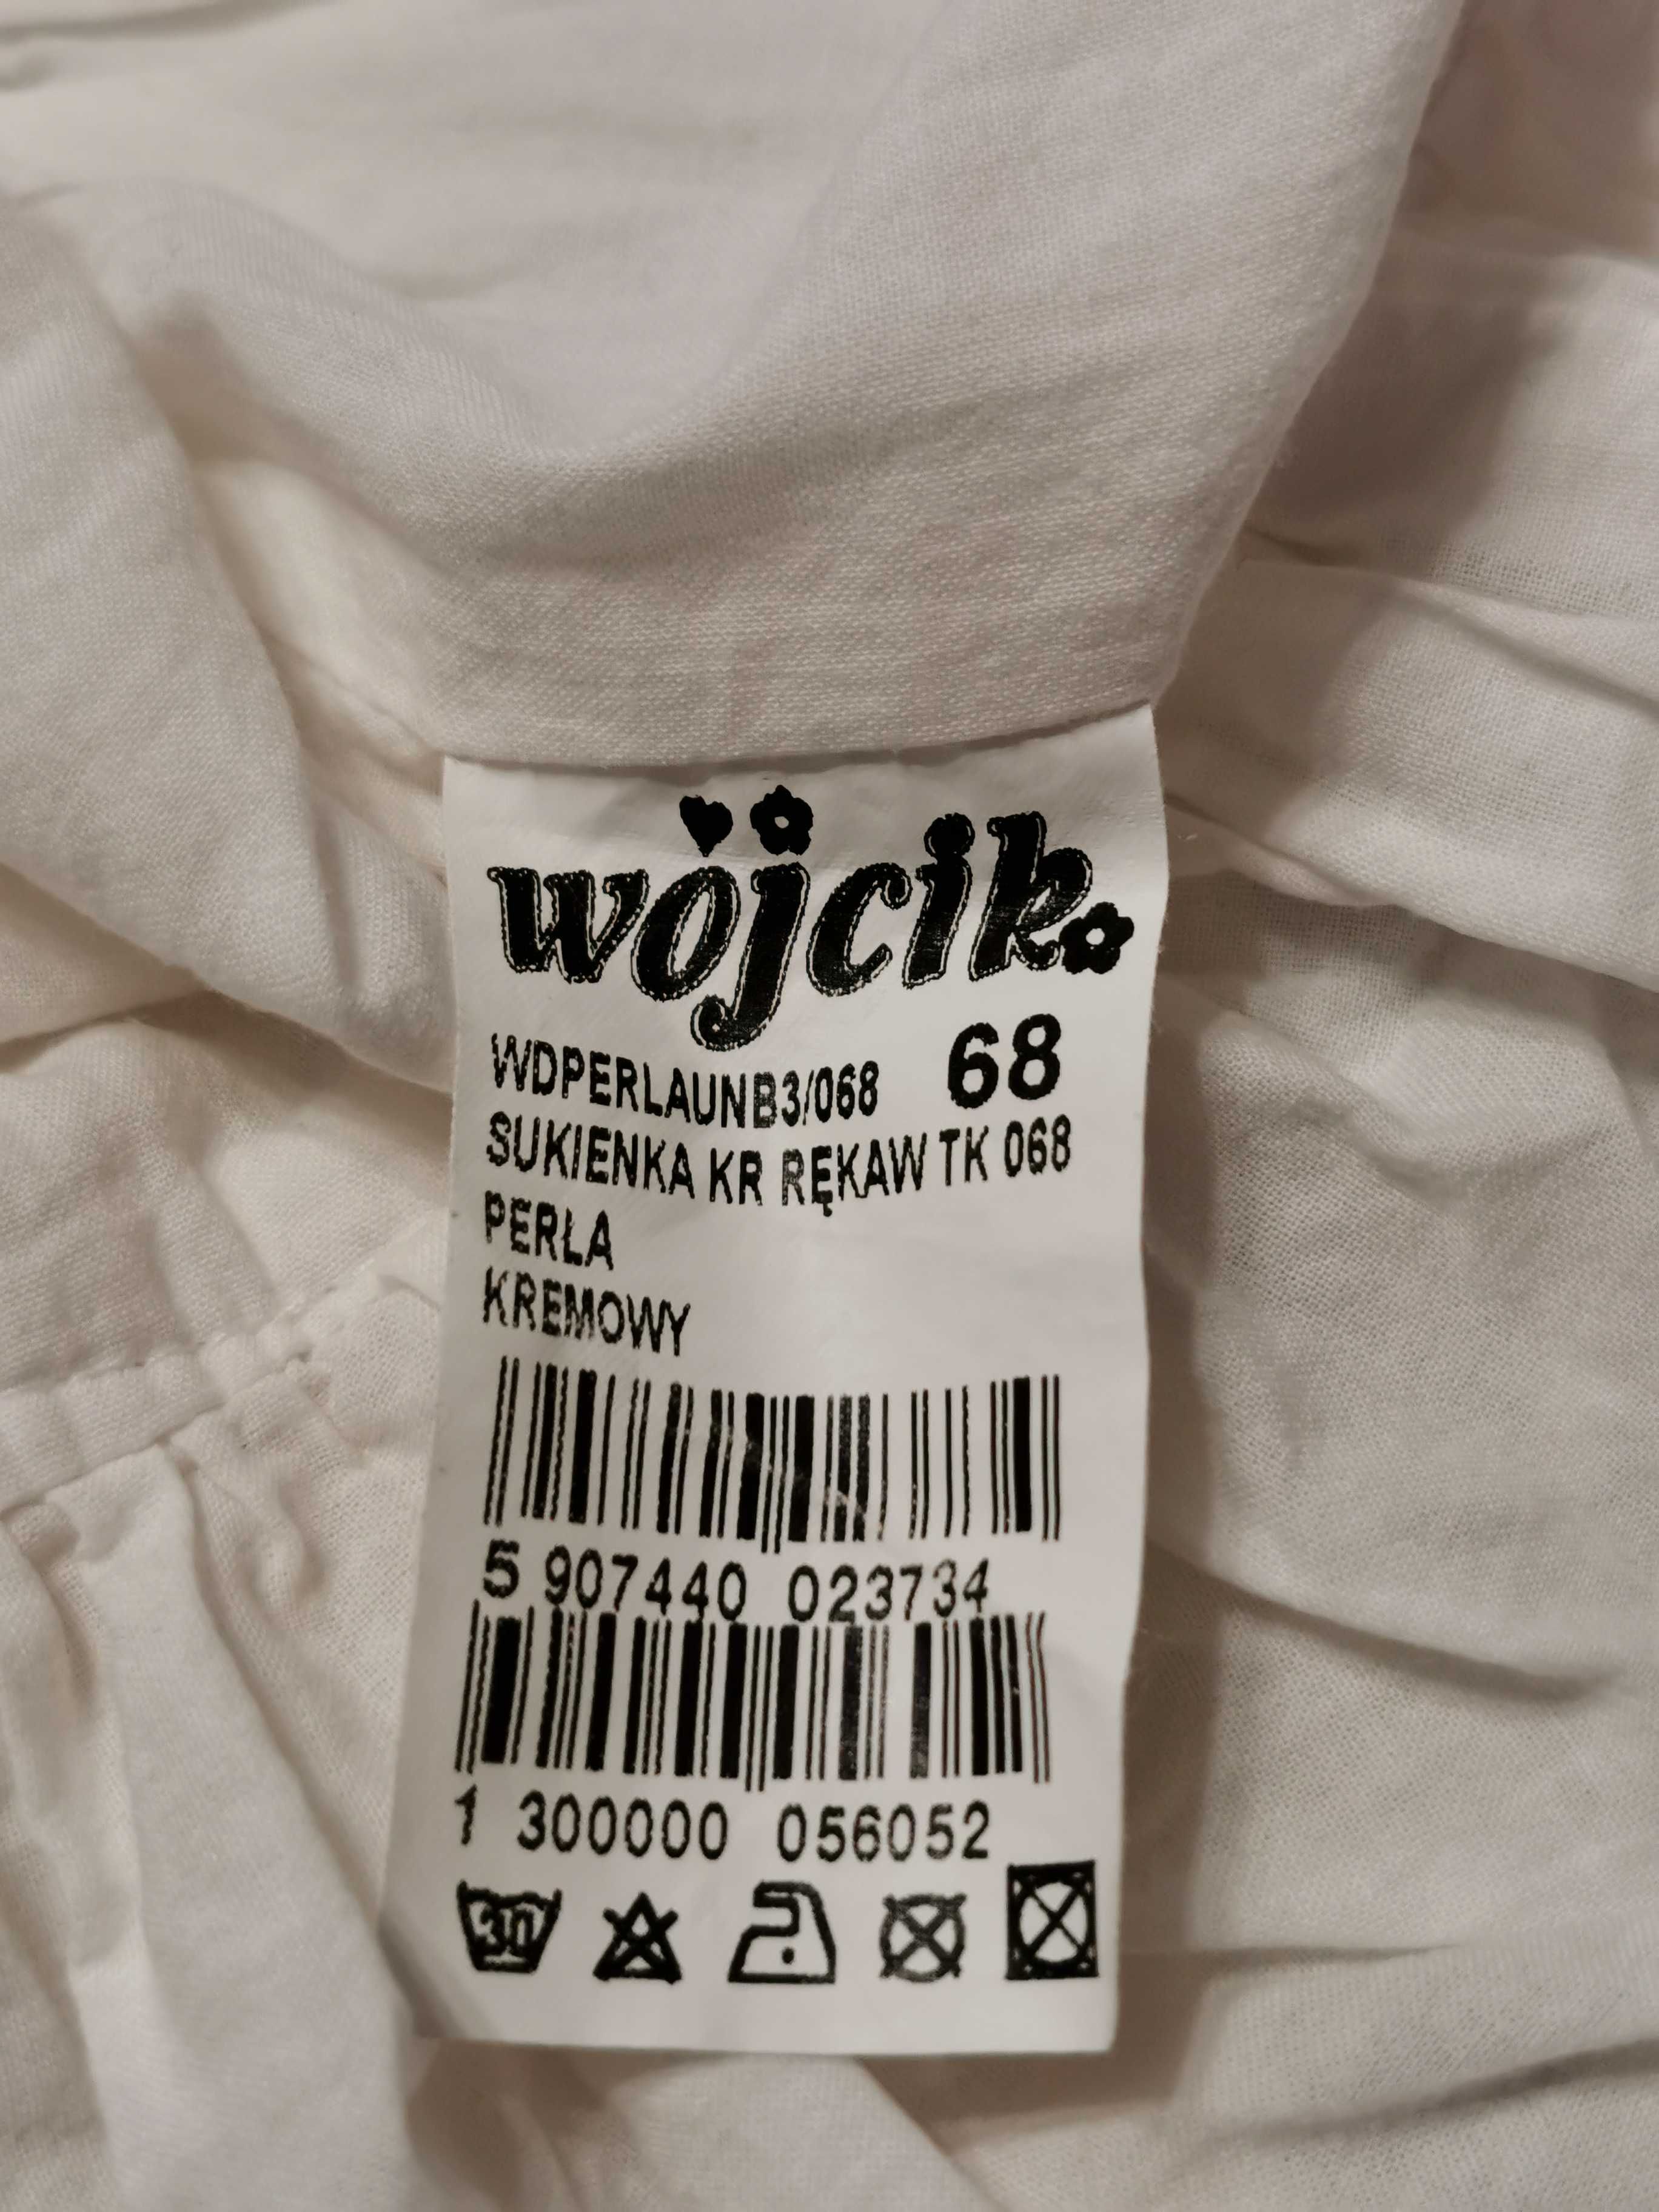 wójcik
WDPERLAUNB3/068 68
SUKIENKA KR RĘKAW TK 068
PERŁA
KREMOWY
5 907440 023734
1 300000 056052
30